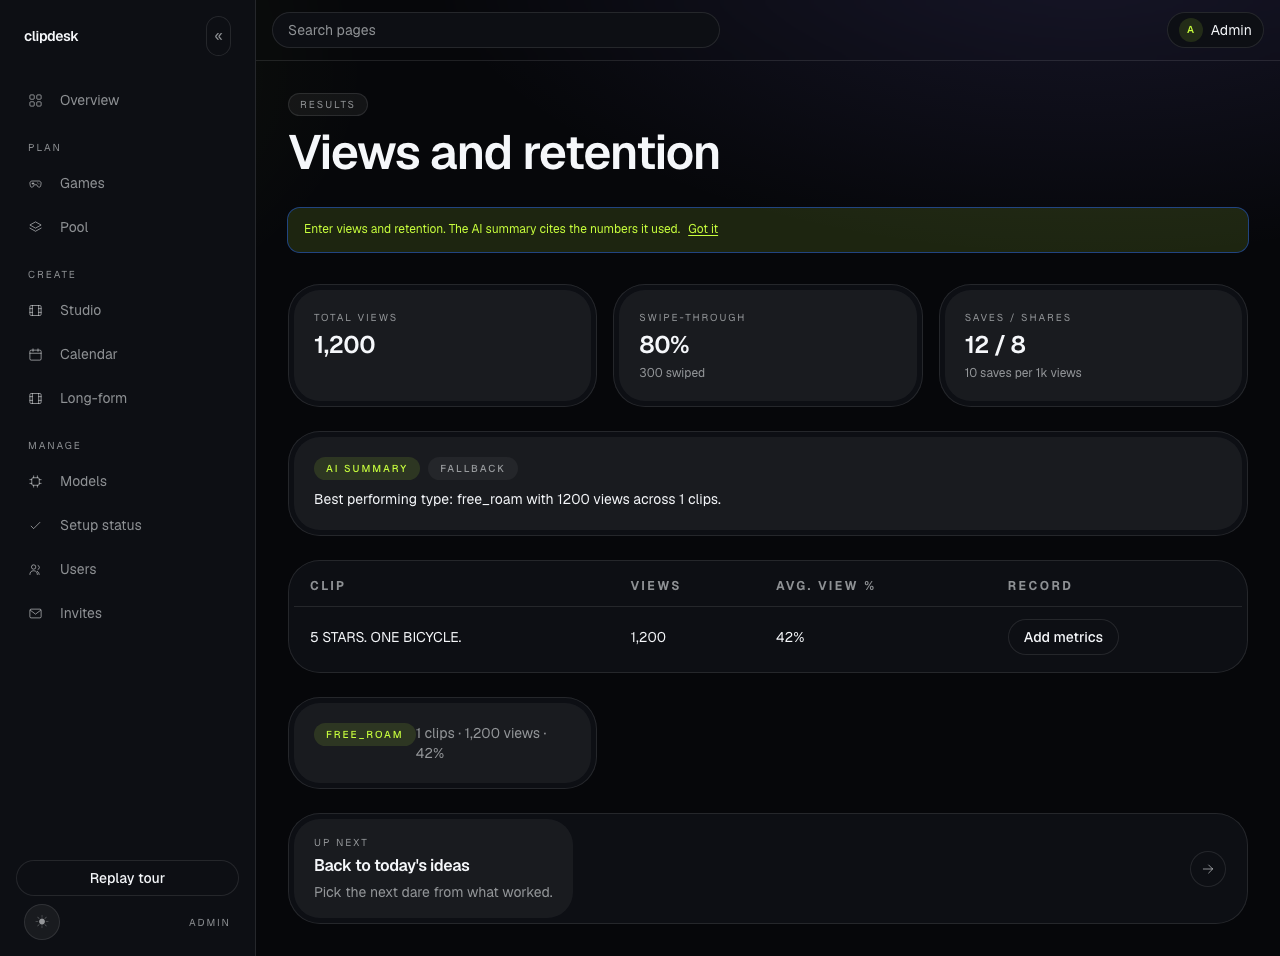 clipdesk
«
Search pages
A
Admin
Overview
PLAN
Games
Pool
CREATE
Studio
Calendar
Long-form
MANAGE
Models
Setup status
Users
Invites
Replay tour
ADMIN
RESULTS
Views and retention
Enter views and retention. The AI summary cites the numbers it used. Got it
TOTAL VIEWS
1,200
SWIPE-THROUGH
80%
300 swiped
SAVES / SHARES
12 / 8
10 saves per 1k views
AI SUMMARY FALLBACK
Best performing type: free_roam with 1200 views across 1 clips.
CLIP VIEWS AVG. VIEW % RECORD
5 STARS. ONE BICYCLE. 1,200 42% Add metrics
FREE_ROAM 1 clips · 1,200 views ·
42%
UP NEXT
Back to today's ideas
Pick the next dare from what worked.